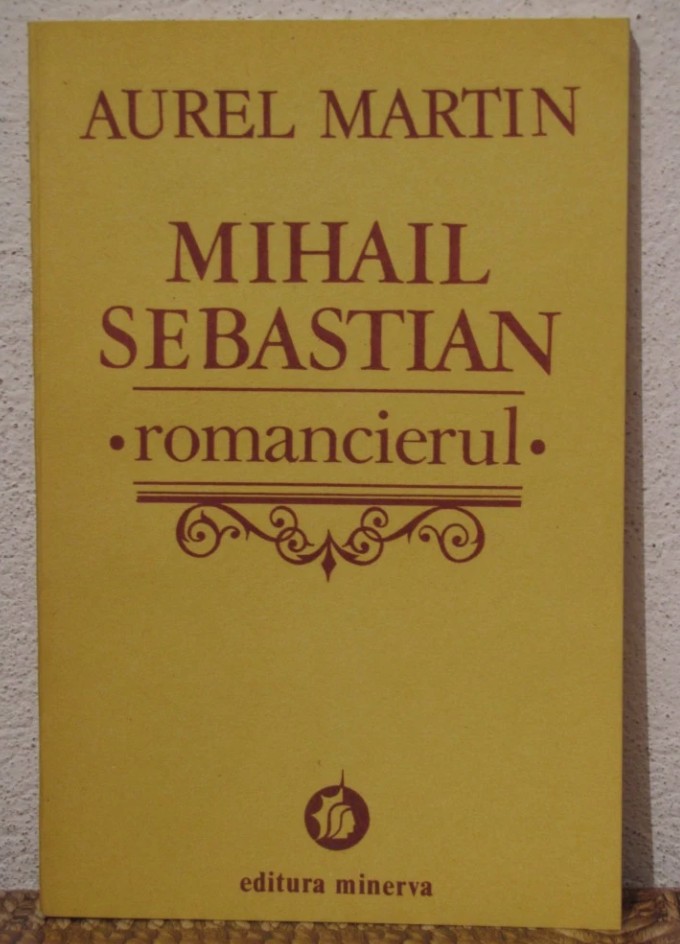 AUREL MARTIN
MIHAIL
SEBASTIAN
•romancierul•
editura minerva